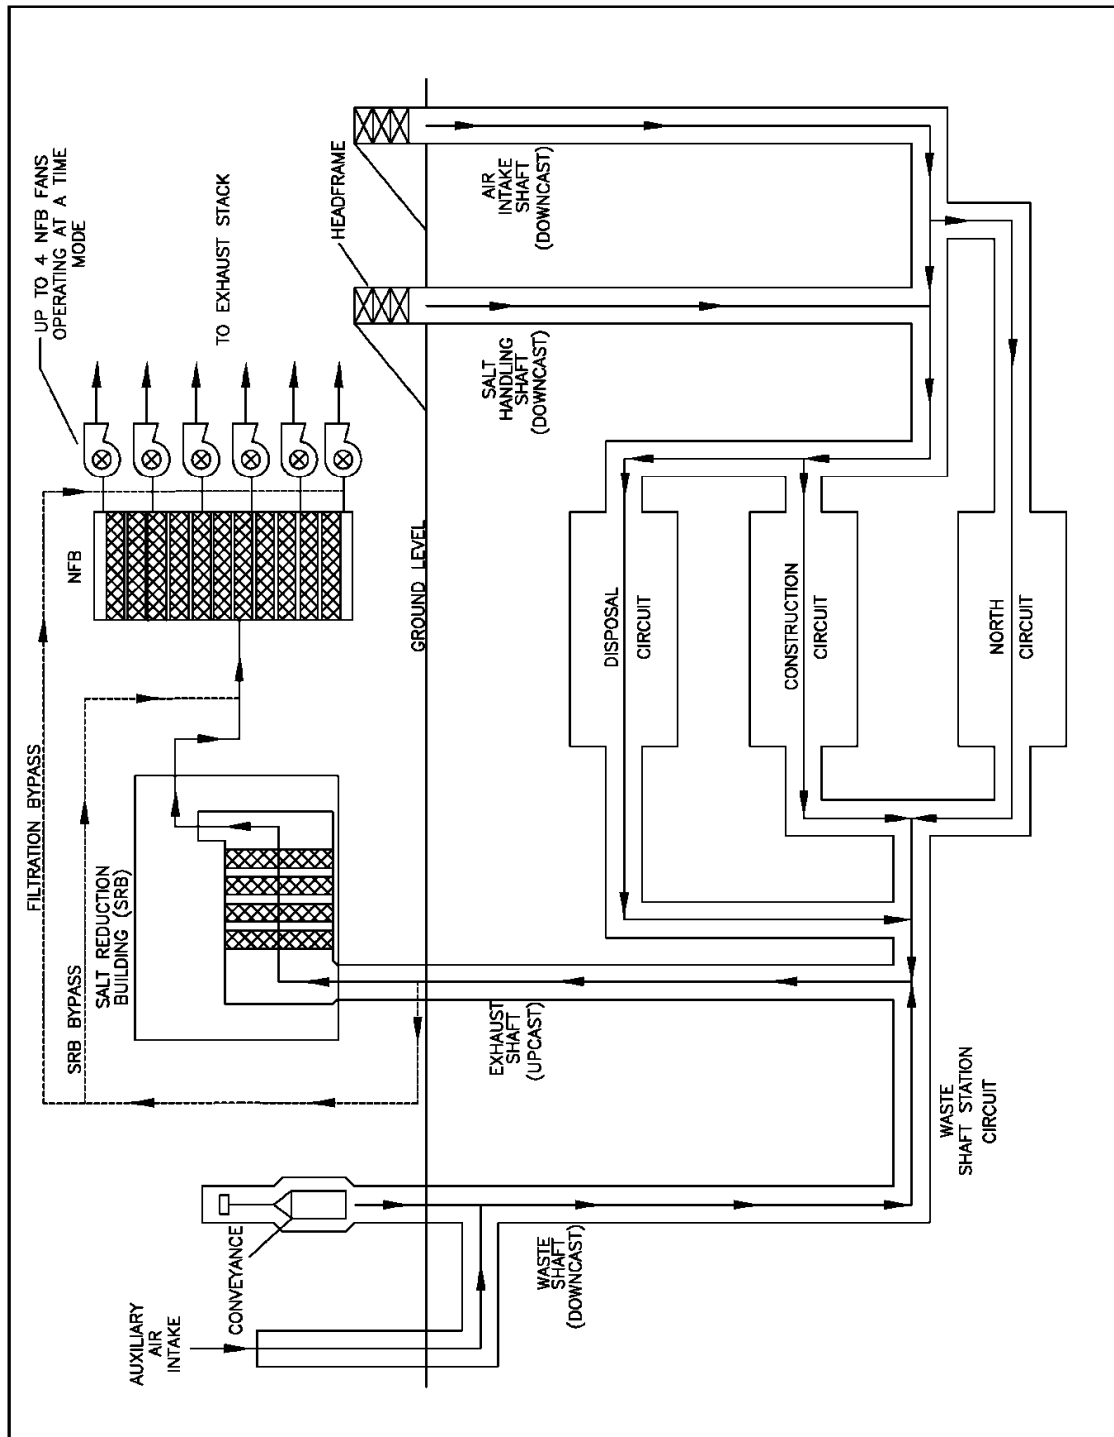 UP TO 4 NFB FANS
OPERATING AT A TIME
MODE
TO EXHAUST STACK
HEADFRAME
NFB
FILTRATION BYPASS
SRB BYPASS
SALT REDUCTION
BUILDING (SRB)
CONVEYANCE
AUXILIARY
AIR
INTAKE
GROUND LEVEL
AIR
INTAKE
SHAFT
(DOWNCAST)
SALT
HANDLING
SHAFT
(DOWNCAST)
EXHAUST
SHAFT
(UPCAST)
WASTE
SHAFT
(DOWNCAST)
DISPOSAL
CIRCUIT
CONSTRUCTION
CIRCUIT
NORTH
CIRCUIT
WASTE
SHAFT STATION
CIRCUIT